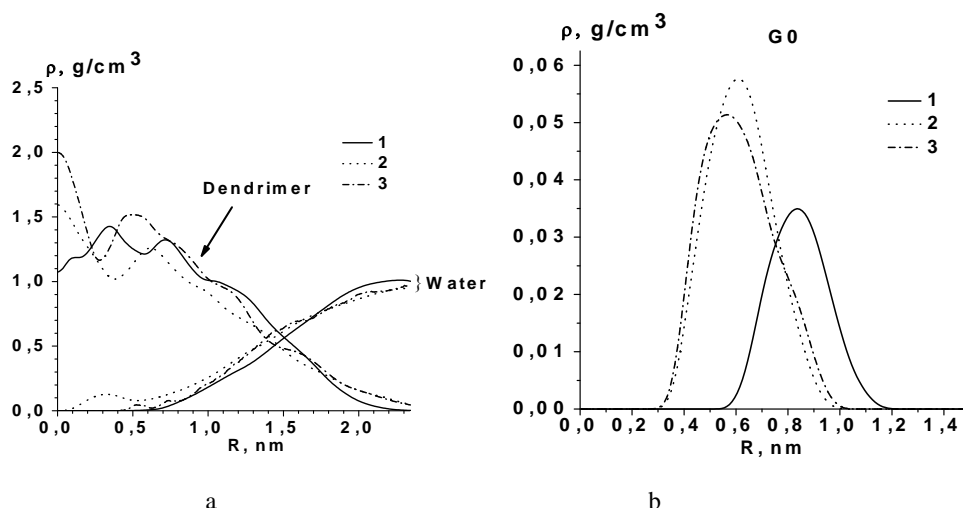 ρ, g/cm³
2,5
2,0
1,5
1,0
0,5
0,0
0,0 0,5 1,0 1,5 2,0
R, nm
1
2
3
Dendrimer
}Water
a
ρ, g/cm³
G0
0,06
0,05
0,04
0,03
0,02
0,01
0,00
0,0 0,2 0,4 0,6 0,8 1,0 1,2 1,4
R, nm
1
2
3
b